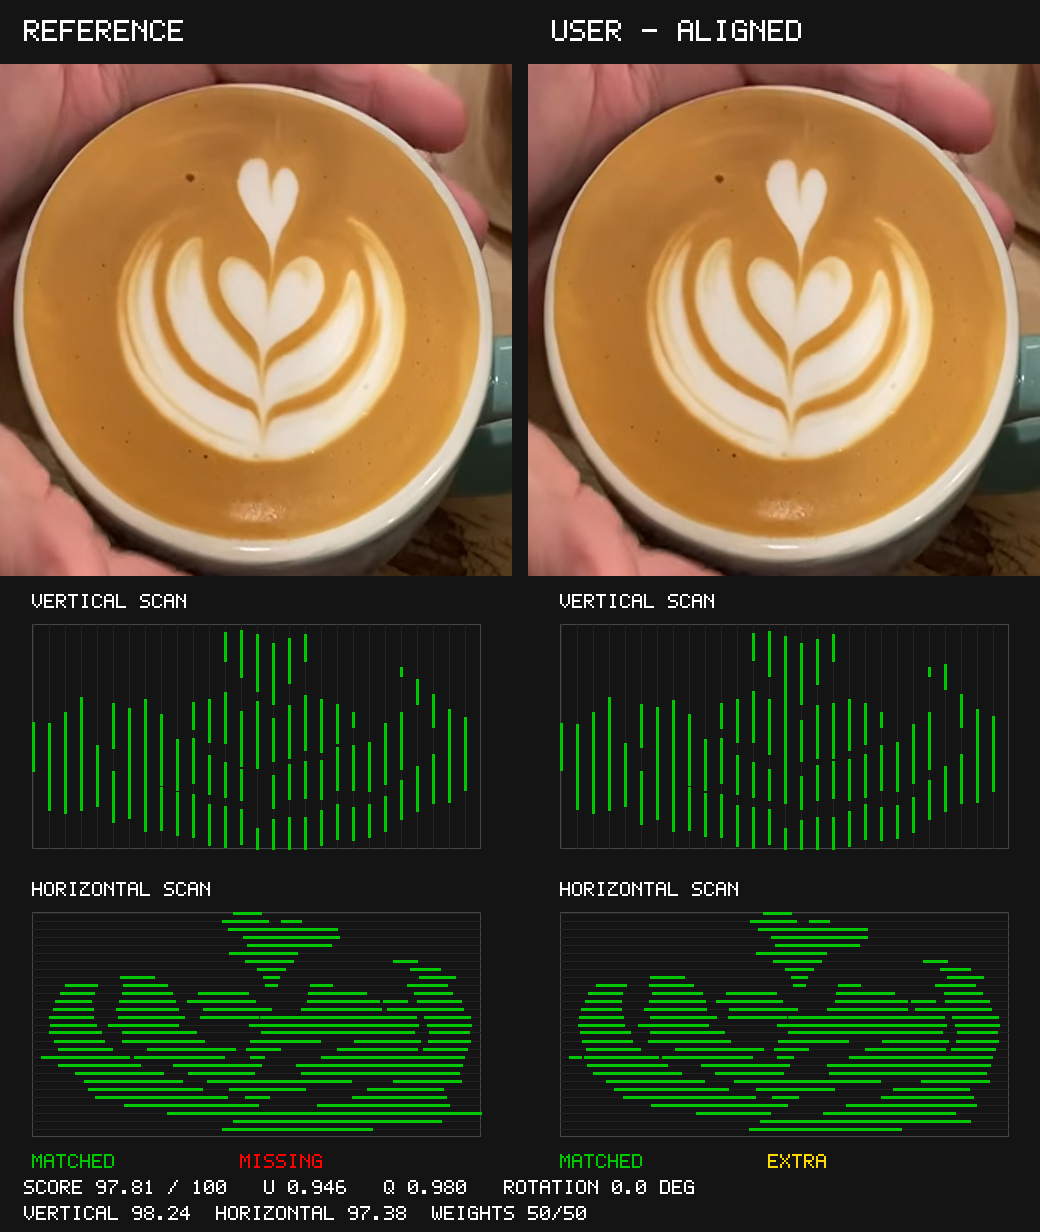 REFERENCE
USER - ALIGNED
VERTICAL SCAN
VERTICAL SCAN
HORIZONTAL SCAN
HORIZONTAL SCAN
MATCHED MISSING
MATCHED EXTRA
SCORE 97.81 / 100 U 0.946 Q 0.980 ROTATION 0.0 DEG
VERTICAL 98.24 HORIZONTAL 97.38 WEIGHTS 50/50